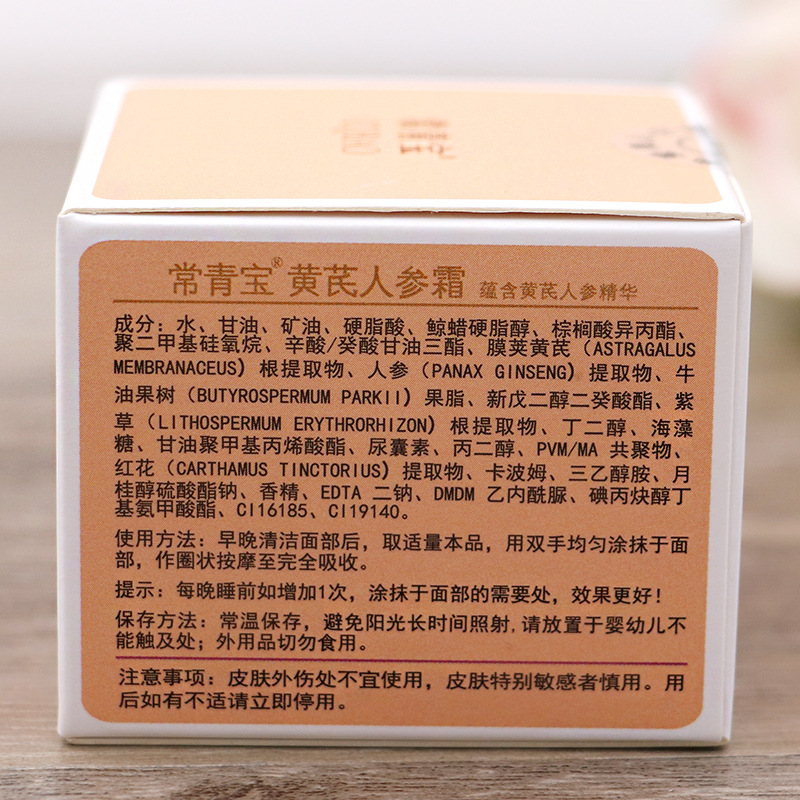 常青宝® 黄芪人参霜 蕴含黄芪人参精华
成分：水、甘油、矿油、硬脂酸、鲸蜡硬脂醇、棕榈酸异丙酯、
聚二甲基硅氧烷、辛酸/癸酸甘油三酯、膜荚黄芪（ASTRAGALUS
MEMBRANACEUS）根提取物、人参（PANAX GINSENG）提取物、牛
油果树（BUTYROSPERMUM PARKII）果脂、新戊二醇二癸酸酯、紫
草（LITHOSPERMUM ERYTHRORHIZON）根提取物、丁二醇、海藻
糖、甘油聚甲基丙烯酸酯、尿囊素、丙二醇、PVM/MA 共聚物、
红花（CARTHAMUS TINCTORIUS）提取物、卡波姆、三乙醇胺、月
桂醇硫酸酯钠、香精、EDTA 二钠、DMDM 乙内酰脲、碘丙炔醇丁
基氨甲酸酯、CI16185、CI19140。
使用方法：早晚清洁面部后，取适量本品，用双手均匀涂抹于面
部，作圈状按摩至完全吸收。
提示：每晚睡前如增加1次，涂抹于面部的需要处，效果更好！
保存方法：常温保存，避免阳光长时间照射,请放置于婴幼儿不
能触及处；外用品切勿食用。
注意事项：皮肤外伤处不宜使用，皮肤特别敏感者慎用。用
后如有不适请立即停用。